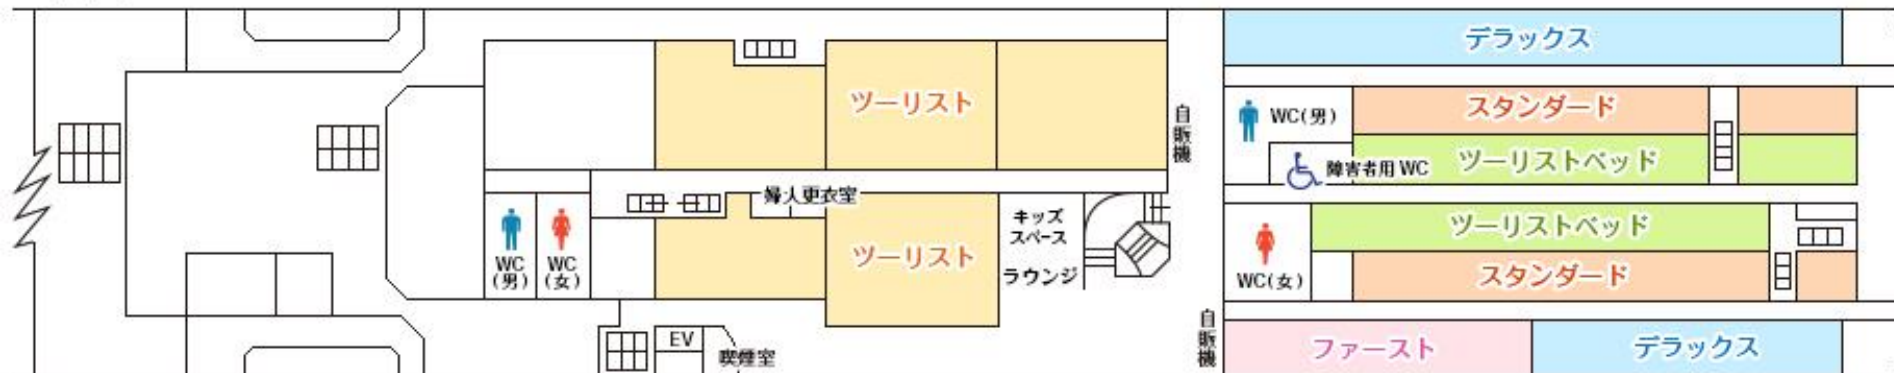 デラックス
ツーリスト
自販機
WC(男)
スタンダード
障害者用 WC
ツーリストベッド
婦人更衣室
WC
(男)
WC
(女)
ツーリスト
キッズ
スペース
ラウンジ
WC(女)
ツーリストベッド
スタンダード
EV
喫煙室
自販機
ファースト
デラックス